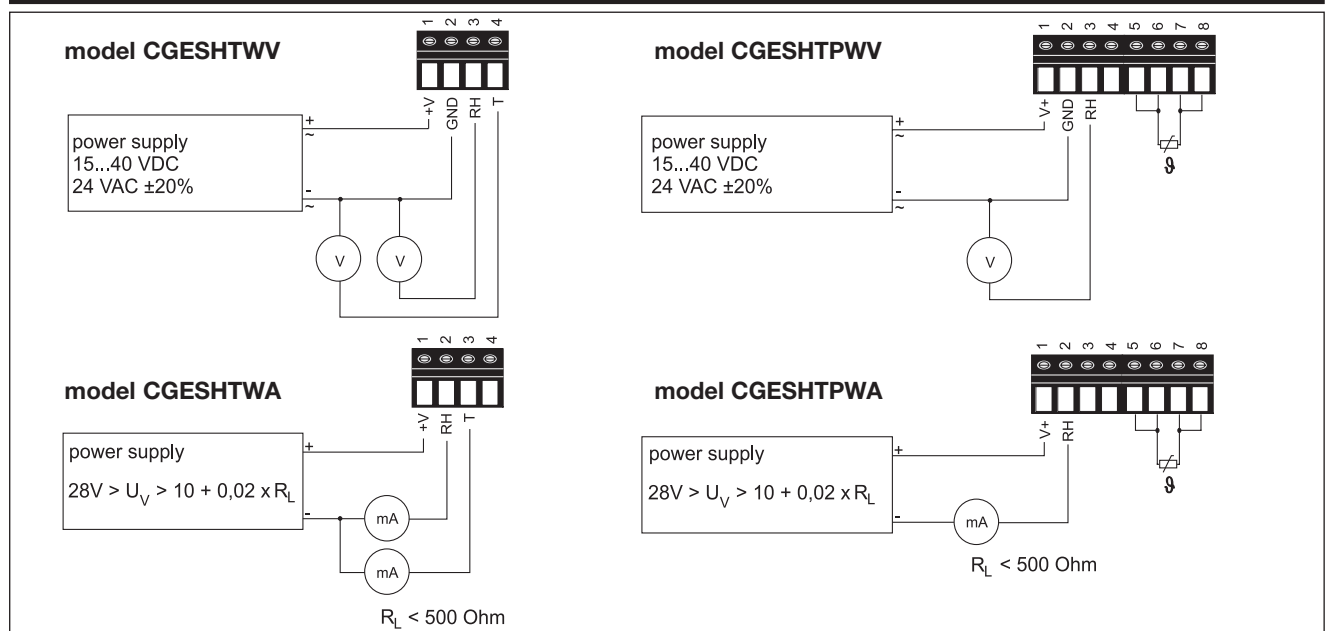 model CGESHTWV
1 2 3 4
+V GND RH T
power supply
15...40 VDC
24 VAC ±20%
+
~
-
~
V V
model CGESHTPWV
1 2 3 4 5 6 7 8
V+ GND RH
power supply
15...40 VDC
24 VAC ±20%
+
~
-
~
V
ϑ
model CGESHTWA
1 2 3 4
+V RH T
power supply
28V > U_V > 10 + 0,02 x R_L
+
-
mA
mA
R_L < 500 Ohm
model CGESHTPWA
1 2 3 4 5 6 7 8
V+ RH
power supply
28V > U_V > 10 + 0,02 x R_L
+
-
mA
ϑ
R_L < 500 Ohm